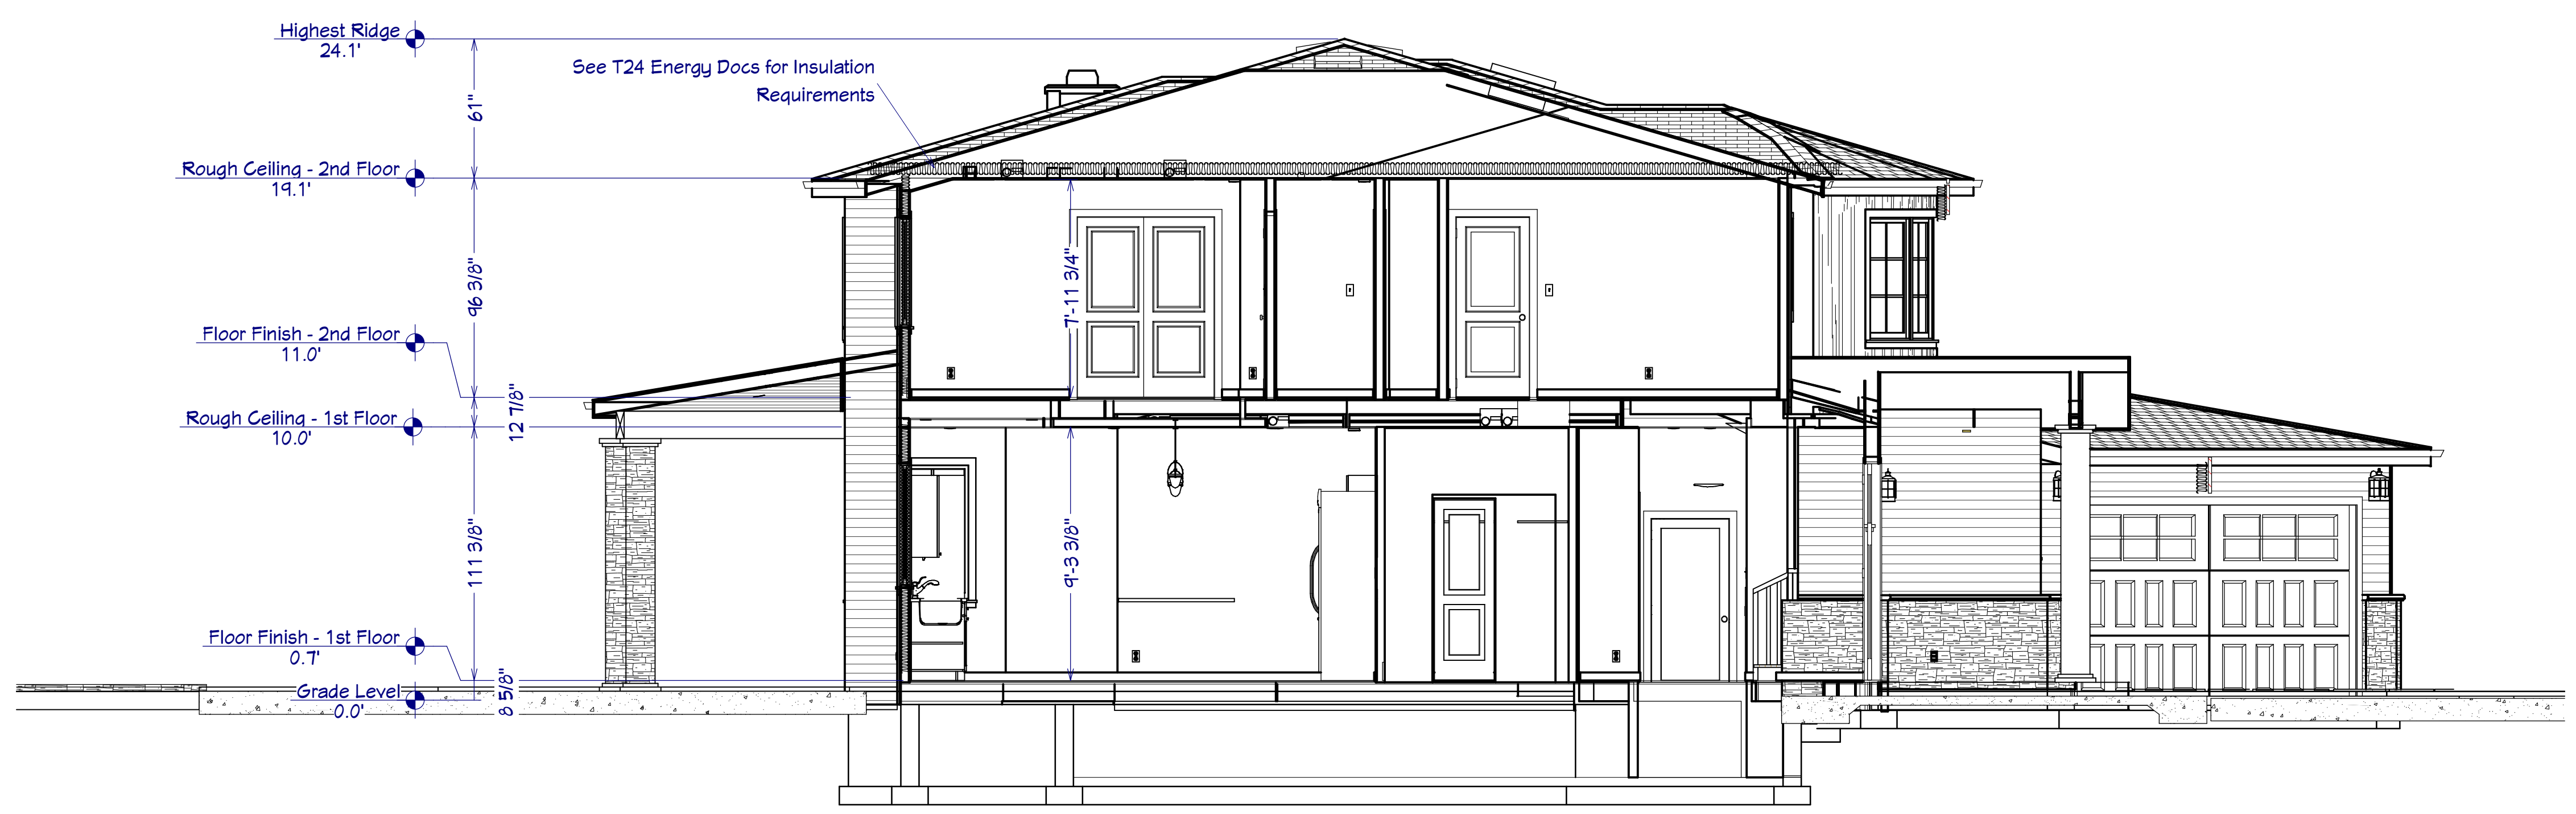 Highest Ridge
24.1'
See T24 Energy Docs for Insulation
Requirements
61"
Rough Ceiling - 2nd Floor
19.1'
96 3/8"
7'-11 3/4"
Floor Finish - 2nd Floor
11.0'
12 7/8"
Rough Ceiling - 1st Floor
10.0'
111 3/8"
9'-3 3/8"
Floor Finish - 1st Floor
0.7'
8 5/8"
Grade Level
0.0'